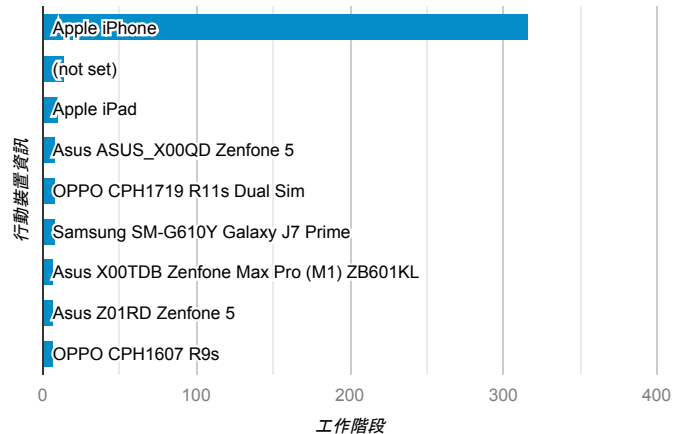 Apple iPhone
(not set)
Apple iPad
Asus ASUS_X00QD Zenfone 5
OPPO CPH1719 R11s Dual Sim
Samsung SM-G610Y Galaxy J7 Prime
Asus X00TDB Zenfone Max Pro (M1) ZB601KL
Asus Z01RD Zenfone 5
OPPO CPH1607 R9s
行動裝置資訊
0 100 200 300 400
工作階段